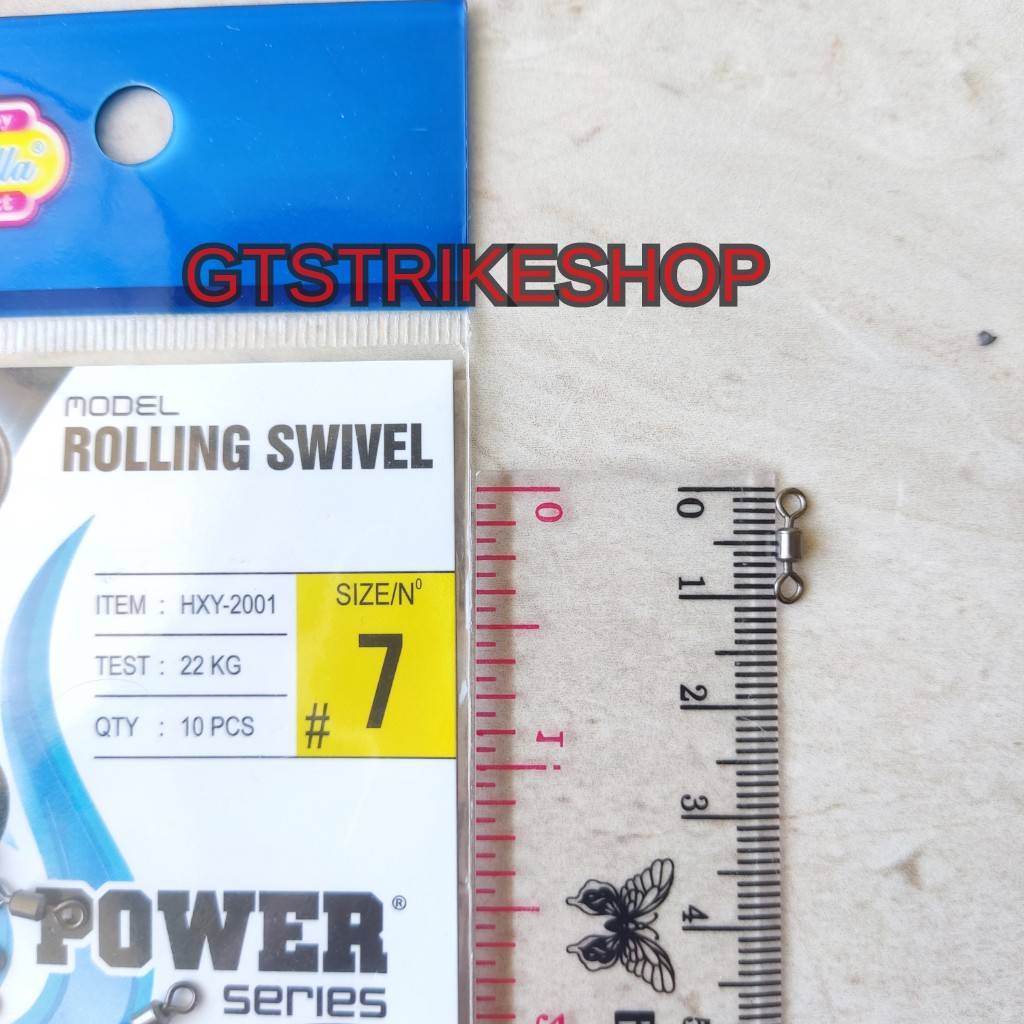 GTSTRIKESHOP
MODEL
ROLLING SWIVEL
ITEM : HXY-2001
TEST : 22 KG
QTY : 10 PCS
SIZE/Nº
# 7
POWER®
series
0
1
0
1
2
3
4